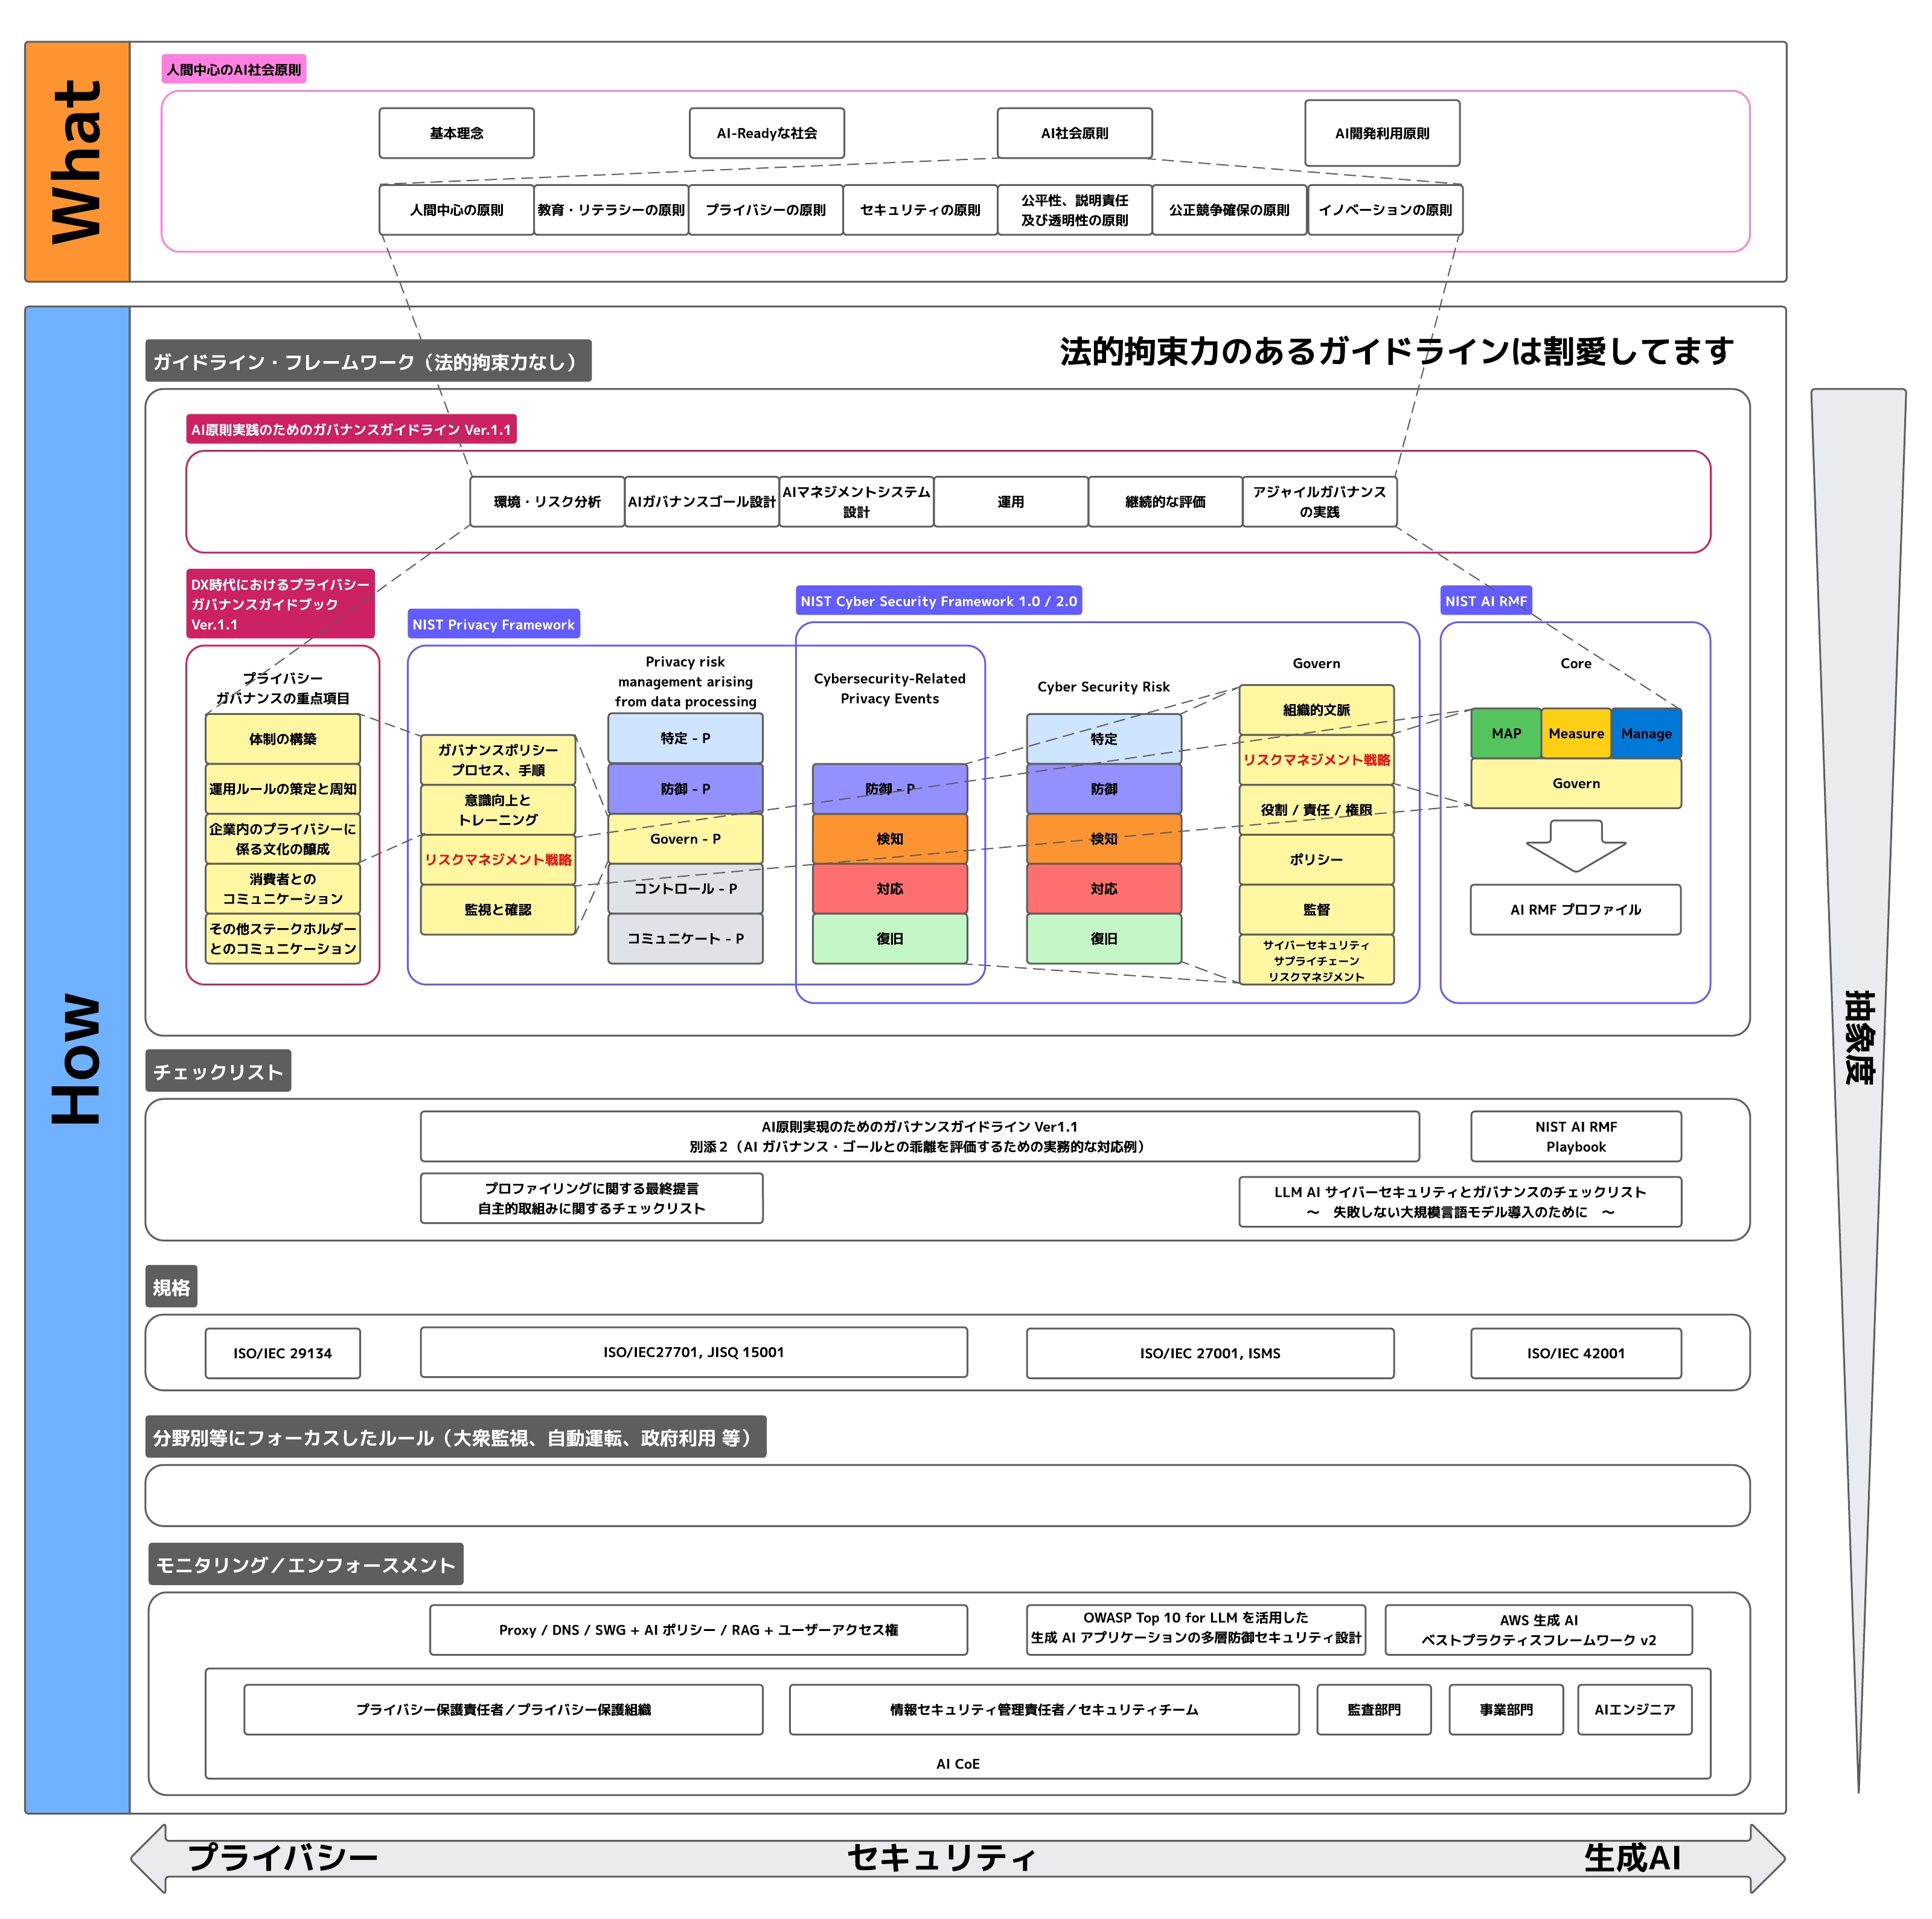 What
人間中心のAI社会原則
基本理念
AI-Readyな社会
AI社会原則
AI開発利用原則
人間中心の原則
教育・リテラシーの原則
プライバシーの原則
セキュリティの原則
公平性、説明責任
及び透明性の原則
公正競争確保の原則
イノベーションの原則
How
ガイドライン・フレームワーク（法的拘束力なし）
法的拘束力のあるガイドラインは割愛してます
AI原則実践のためのガバナンスガイドライン Ver.1.1
環境・リスク分析
AIガバナンスゴール設計
AIマネジメントシステム
設計
運用
継続的な評価
アジャイルガバナンス
の実践
DX時代におけるプライバシー
ガバナンスガイドブック
Ver.1.1
プライバシー
ガバナンスの重点項目
体制の構築
運用ルールの策定と周知
企業内のプライバシーに
係る文化の醸成
消費者との
コミュニケーション
その他ステークホルダー
とのコミュニケーション
NIST Privacy Framework
ガバナンスポリシー
プロセス、手順
意識向上と
トレーニング
リスクマネジメント戦略
監視と確認
Privacy risk
management arising
from data processing
特定 - P
防御 - P
Govern - P
コントロール - P
コミュニケート - P
NIST Cyber Security Framework 1.0 / 2.0
Cybersecurity-Related
Privacy Events
防御 - P
検知
対応
復旧
Cyber Security Risk
特定
防御
検知
対応
復旧
Govern
組織的文脈
リスクマネジメント戦略
役割 / 責任 / 権限
ポリシー
監督
サイバーセキュリティ
サプライチェーン
リスクマネジメント
NIST AI RMF
Core
MAP
Measure
Manage
Govern
AI RMF プロファイル
チェックリスト
AI原則実現のためのガバナンスガイドライン Ver1.1
別添２（AI ガバナンス・ゴールとの乖離を評価するための実務的な対応例）
NIST AI RMF
Playbook
プロファイリングに関する最終提言
自主的取組みに関するチェックリスト
LLM AI サイバーセキュリティとガバナンスのチェックリスト
～　失敗しない大規模言語モデル導入のために　～
規格
ISO/IEC 29134
ISO/IEC27701, JISQ 15001
ISO/IEC 27001, ISMS
ISO/IEC 42001
分野別等にフォーカスしたルール（大衆監視、自動運転、政府利用 等）
モニタリング／エンフォースメント
Proxy / DNS / SWG + AI ポリシー / RAG + ユーザーアクセス権
OWASP Top 10 for LLM を活用した
生成 AI アプリケーションの多層防御セキュリティ設計
AWS 生成 AI
ベストプラクティスフレームワーク v2
プライバシー保護責任者／プライバシー保護組織
情報セキュリティ管理責任者／セキュリティチーム
監査部門
事業部門
AIエンジニア
AI CoE
抽象度
プライバシー
セキュリティ
生成AI